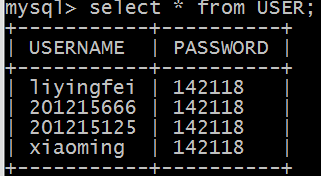 mysql> select * from USER;
+-----------+----------+
| USERNAME  | PASSWORD |
+-----------+----------+
| liyingfei | 142118   |
| 201215666 | 142118   |
| 201215125 | 142118   |
| xiaoming  | 142118   |
+-----------+----------+